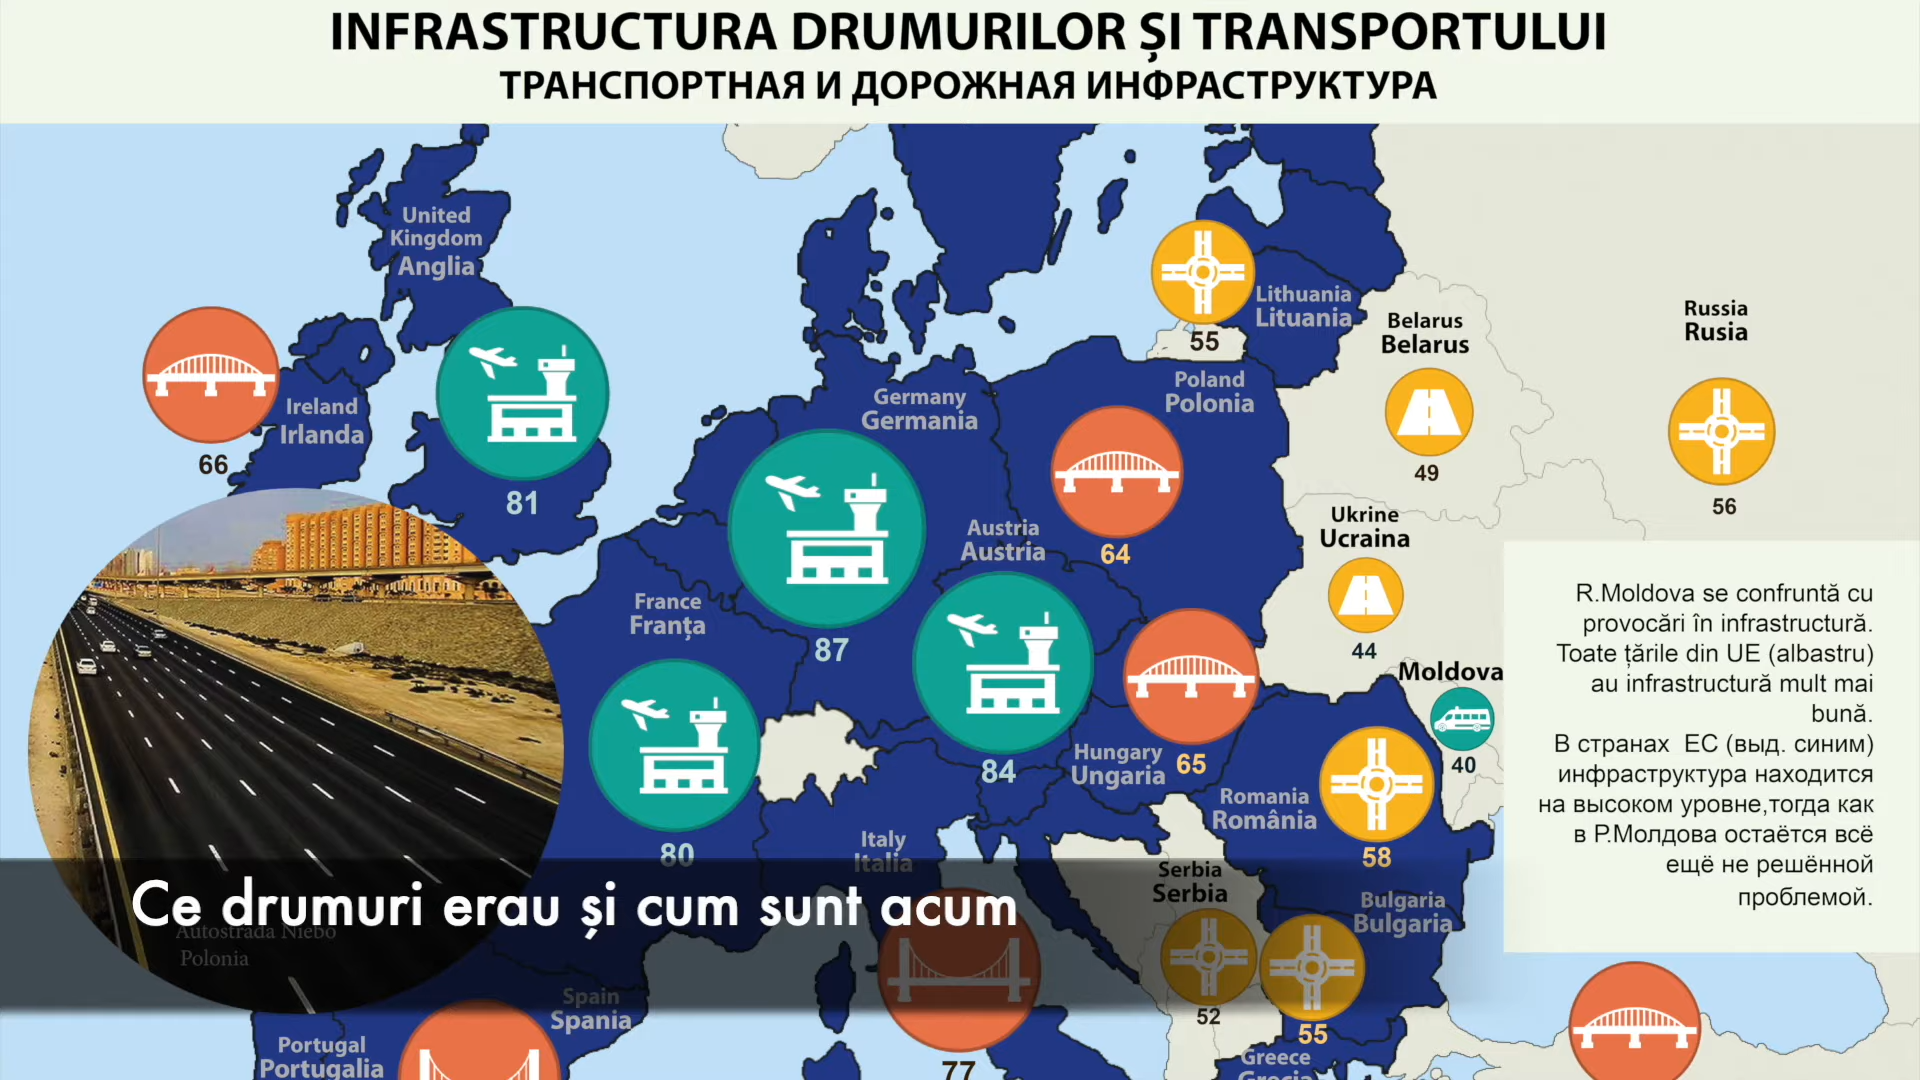 INFRASTRUCTURA DRUMURILOR ȘI TRANSPORTULUI
ТРАНСПОРТНАЯ И ДОРОЖНАЯ ИНФРАСТРУКТУРА
United
Kingdom
Anglia
Ireland
Irlanda
66
81
Germany
Germania
87
Lithuania
Lituania
55
Poland
Polonia
64
Belarus
Belarus
49
Russia
Rusia
56
Ukrine
Ucraina
44
Austria
Austria
84
France
Franța
80
Hungary
Ungaria
65
Moldova
40
Romania
România
58
Italy
Italia
77
Serbia
Serbia
52
Bulgaria
Bulgaria
55
Greece
Grecia
Spain
Spania
Portugal
Portugalia
R.Moldova se confruntă cu
provocări în infrastructură.
Toate țările din UE (albastru)
au infrastructură mult mai
bună.
В странах ЕС (выд. синим)
инфраструктура находится
на высоком уровне,тогда как
в Р.Молдова остаётся всё
ещё не решённой
проблемой.
Ce drumuri erau și cum sunt acum
Autostrada Niebo
Polonia